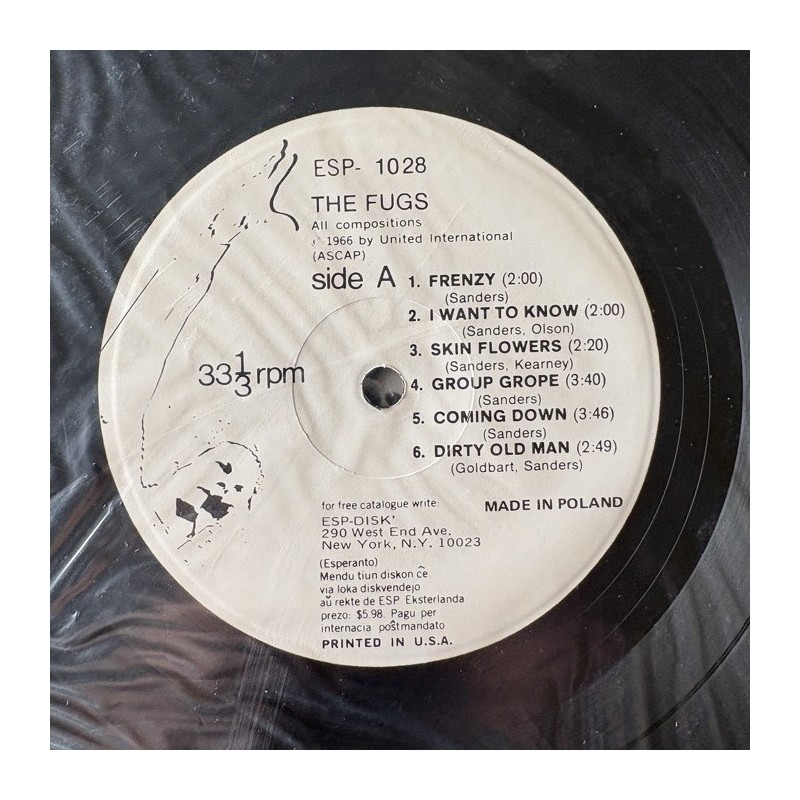 ESP- 1028
THE FUGS
All compositions
© 1966 by United International
(ASCAP)
side A
1. FRENZY (2:00)
(Sanders)
2. I WANT TO KNOW (2:00)
(Sanders, Olson)
3. SKIN FLOWERS (2:20)
(Sanders, Kearney)
33 1/3 rpm
4. GROUP GROPE (3:40)
(Sanders)
5. COMING DOWN (3:46)
(Sanders)
6. DIRTY OLD MAN (2:49)
(Goldbart, Sanders)
for free catalogue write:
MADE IN POLAND
ESP-DISK'
290 West End Ave.
New York, N.Y. 10023
(Esperanto)
Mendu tiun diskon ĉe
via loka diskvendejo
aŭ rekte de ESP. Eksterlanda
prezo: $5.98. Pagu per
internacia poŝtmandato
PRINTED IN U.S.A.